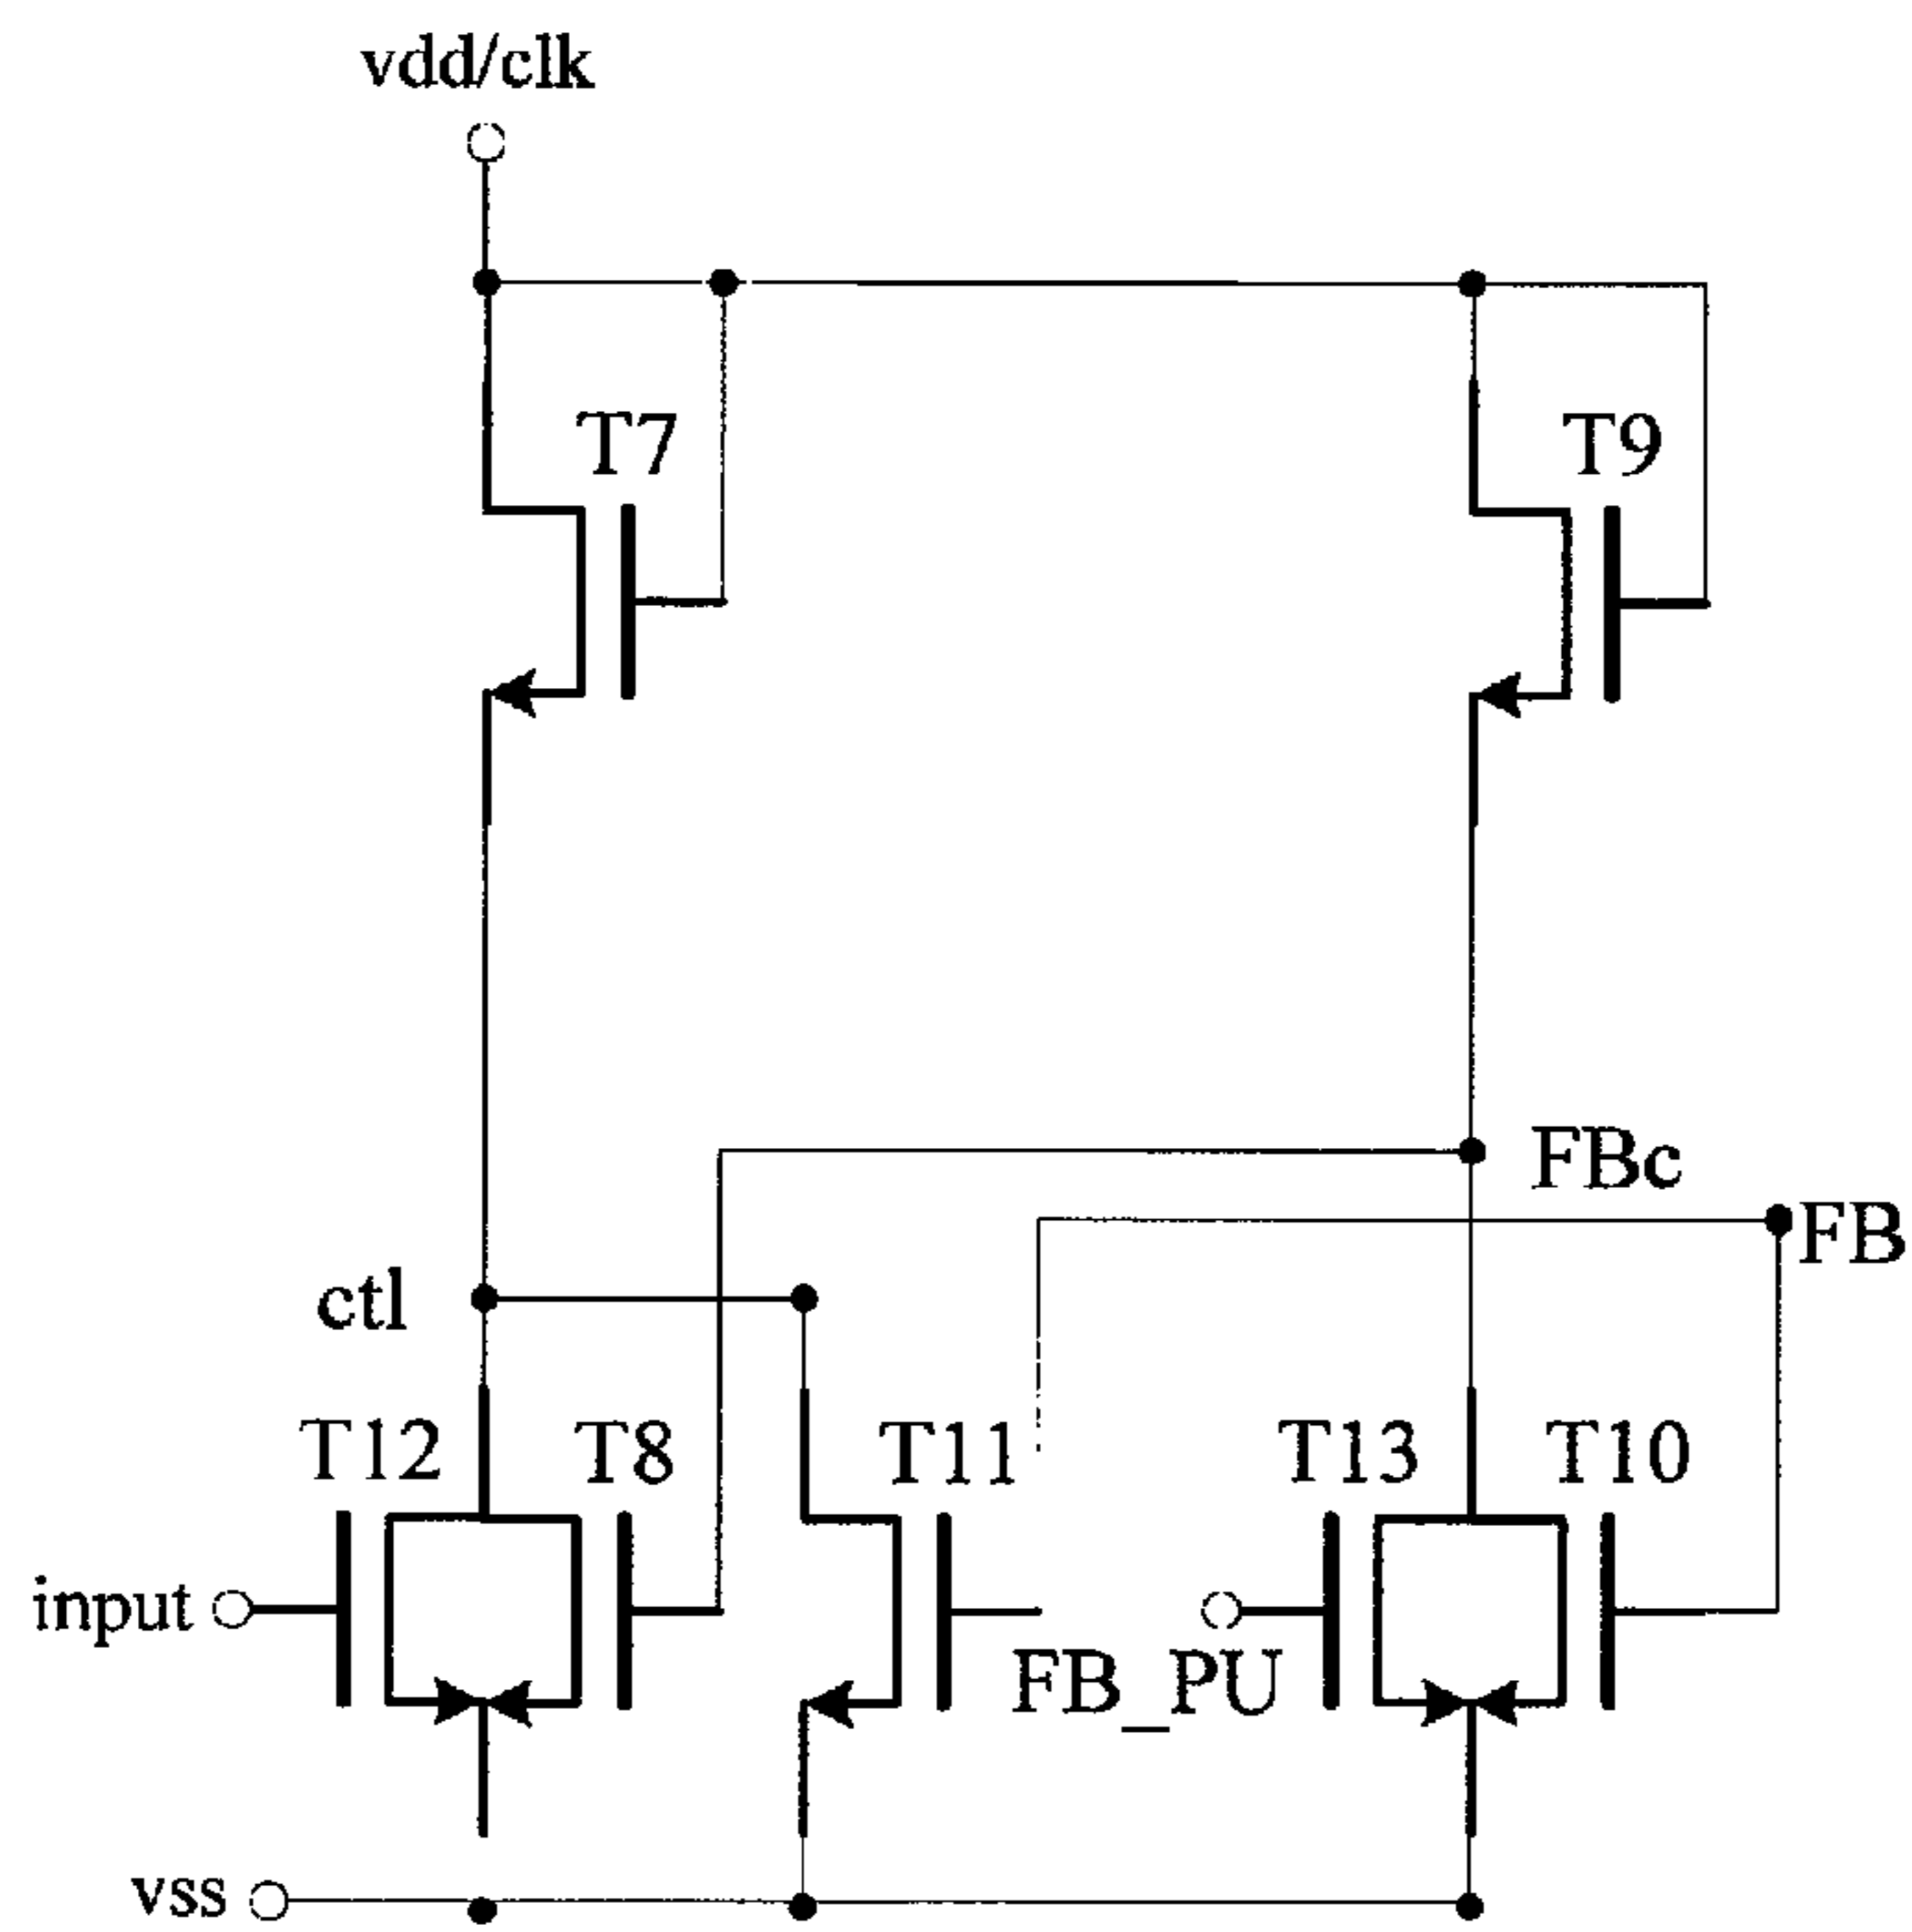 vdd/clk
T7
T9
FBc
FB
ctl
T12
T8
T11
T13
T10
input
FB_PU
vss